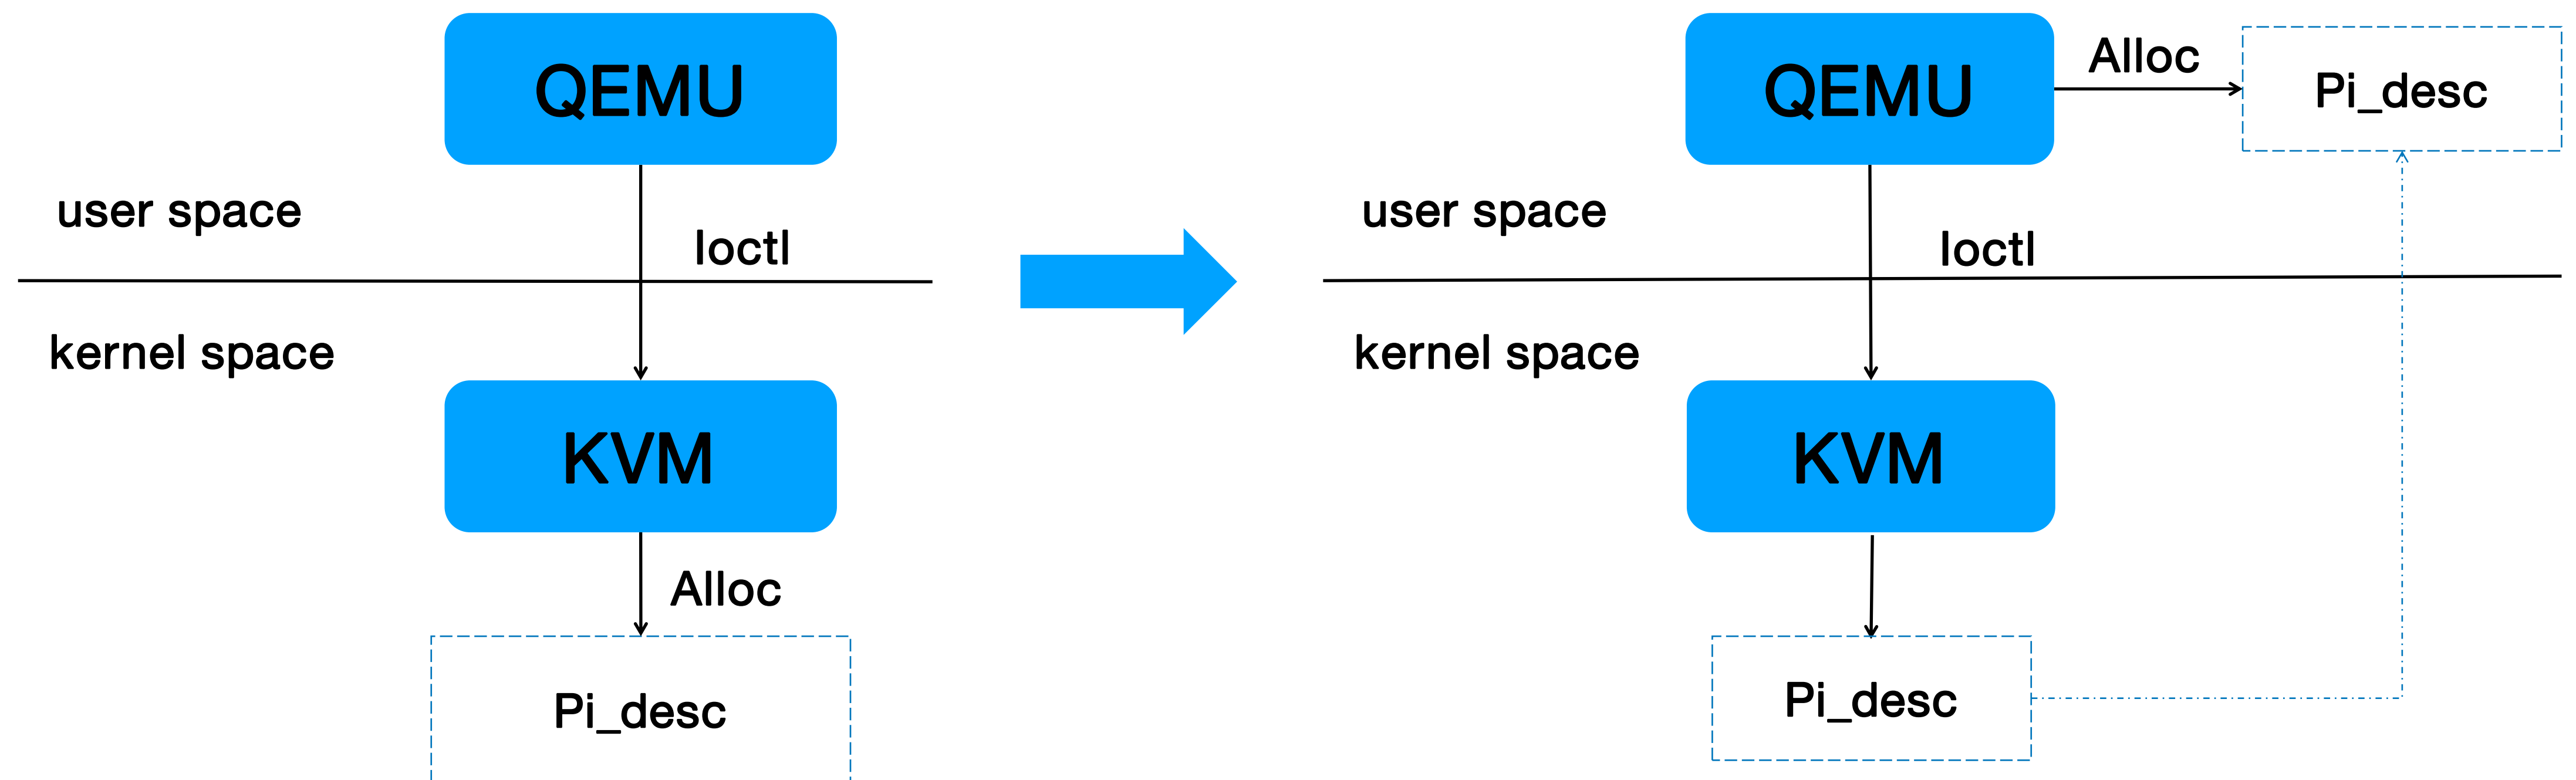 QEMU
user space
Ioctl
kernel space
KVM
Alloc
Pi_desc
QEMU
Alloc
Pi_desc
user space
Ioctl
kernel space
KVM
Pi_desc